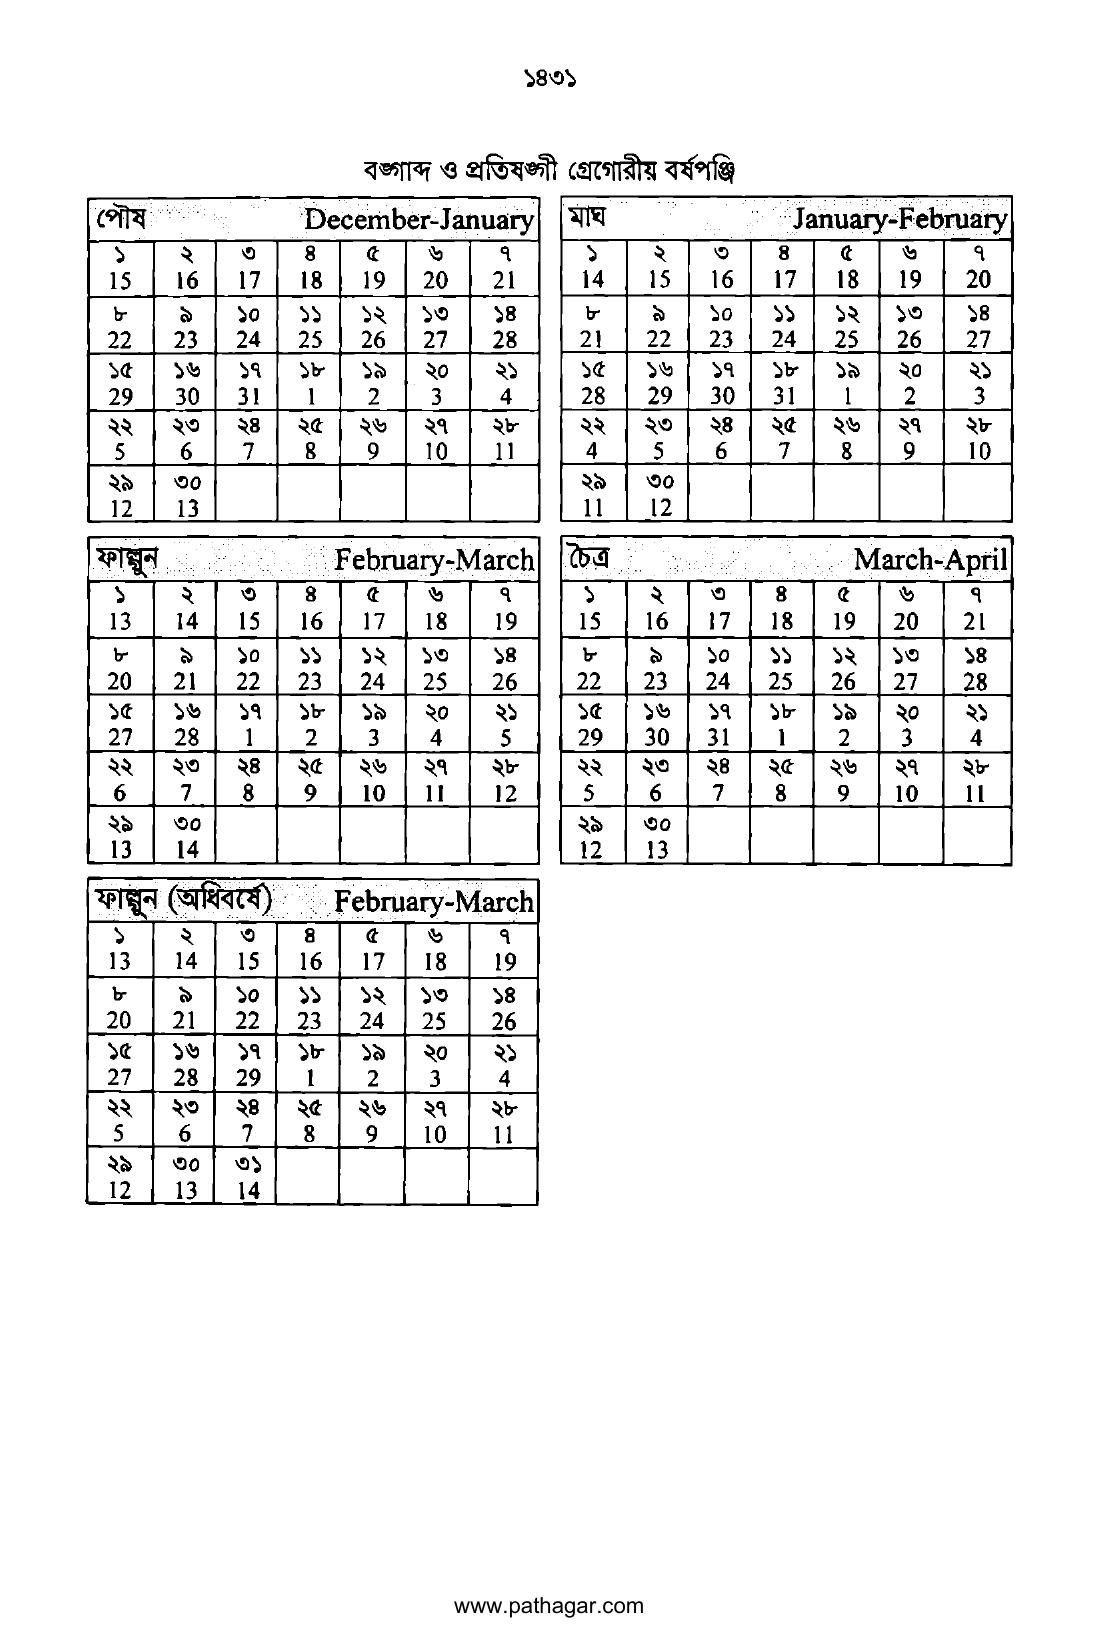 ১৪৩১
বঙ্গাব্দ ও প্রতিষঙ্গী গ্রেগোরীয় বর্ষপঞ্জি
পৌষ December-January
১ ২ ৩ ৪ ৫ ৬ ৭
15 16 17 18 19 20 21
৮ ৯ ১০ ১১ ১২ ১৩ ১৪
22 23 24 25 26 27 28
১৫ ১৬ ১৭ ১৮ ১৯ ২০ ২১
29 30 31 1 2 3 4
২২ ২৩ ২৪ ২৫ ২৬ ২৭ ২৮
5 6 7 8 9 10 11
২৯ ৩০
12 13
মাঘ January-February
১ ২ ৩ ৪ ৫ ৬ ৭
14 15 16 17 18 19 20
৮ ৯ ১০ ১১ ১২ ১৩ ১৪
21 22 23 24 25 26 27
১৫ ১৬ ১৭ ১৮ ১৯ ২০ ২১
28 29 30 31 1 2 3
২২ ২৩ ২৪ ২৫ ২৬ ২৭ ২৮
4 5 6 7 8 9 10
২৯ ৩০
11 12
ফাল্গুন February-March
১ ২ ৩ ৪ ৫ ৬ ৭
13 14 15 16 17 18 19
৮ ৯ ১০ ১১ ১২ ১৩ ১৪
20 21 22 23 24 25 26
১৫ ১৬ ১৭ ১৮ ১৯ ২০ ২১
27 28 1 2 3 4 5
২২ ২৩ ২৪ ২৫ ২৬ ২৭ ২৮
6 7 8 9 10 11 12
২৯ ৩০
13 14
চৈত্র March-April
১ ২ ৩ ৪ ৫ ৬ ৭
15 16 17 18 19 20 21
৮ ৯ ১০ ১১ ১২ ১৩ ১৪
22 23 24 25 26 27 28
১৫ ১৬ ১৭ ১৮ ১৯ ২০ ২১
29 30 31 1 2 3 4
২২ ২৩ ২৪ ২৫ ২৬ ২৭ ২৮
5 6 7 8 9 10 11
২৯ ৩০
12 13
ফাল্গুন (অধিবর্ষে) February-March
১ ২ ৩ ৪ ৫ ৬ ৭
13 14 15 16 17 18 19
৮ ৯ ১০ ১১ ১২ ১৩ ১৪
20 21 22 23 24 25 26
১৫ ১৬ ১৭ ১৮ ১৯ ২০ ২১
27 28 29 1 2 3 4
২২ ২৩ ২৪ ২৫ ২৬ ২৭ ২৮
5 6 7 8 9 10 11
২৯ ৩০ ৩১
12 13 14
www.pathagar.com